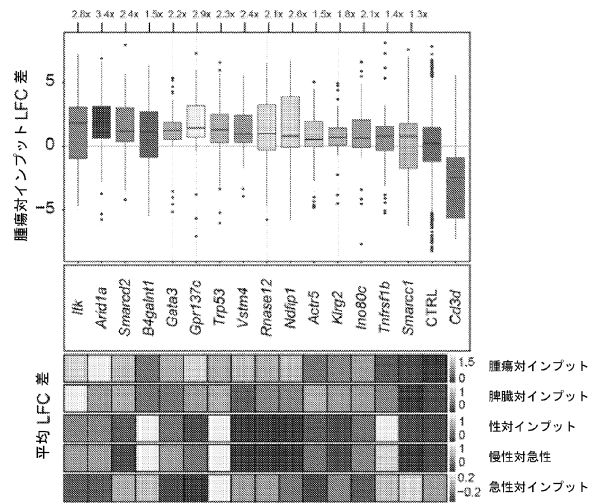 2.8x 3.4x 2.4x 1.5x 2.2x 2.9x 2.3x 2.4x 2.1x 2.6x 1.5x 1.8x 2.1x 1.4x 1.3x
腫瘍対インプットLFC 差
5
0
-5
Itk Arid1a Smarcd2 B4galnt1 Gata3 Gpr137c Trp53 Vstm4 Rnase12 Ndfip1 Actr5 Klrg2 Ino80c Tnfrsf1b Smarcc1 CTRL Cd3d
平均 LFC 差
1.5
0
腫瘍対インプット
1
0
脾臓対インプット
1
0
性対インプット
1
0
慢性対急性
0.2
-0.2
急性対インプット